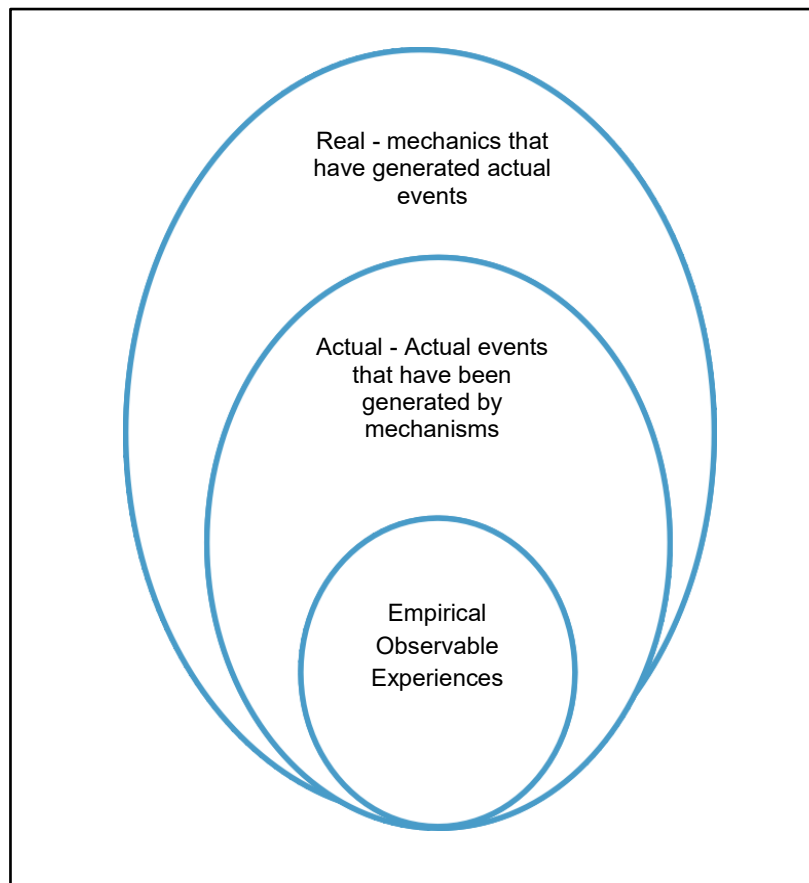 Real - mechanics that
have generated actual
events
Actual - Actual events
that have been
generated by
mechanisms
Empirical
Observable
Experiences